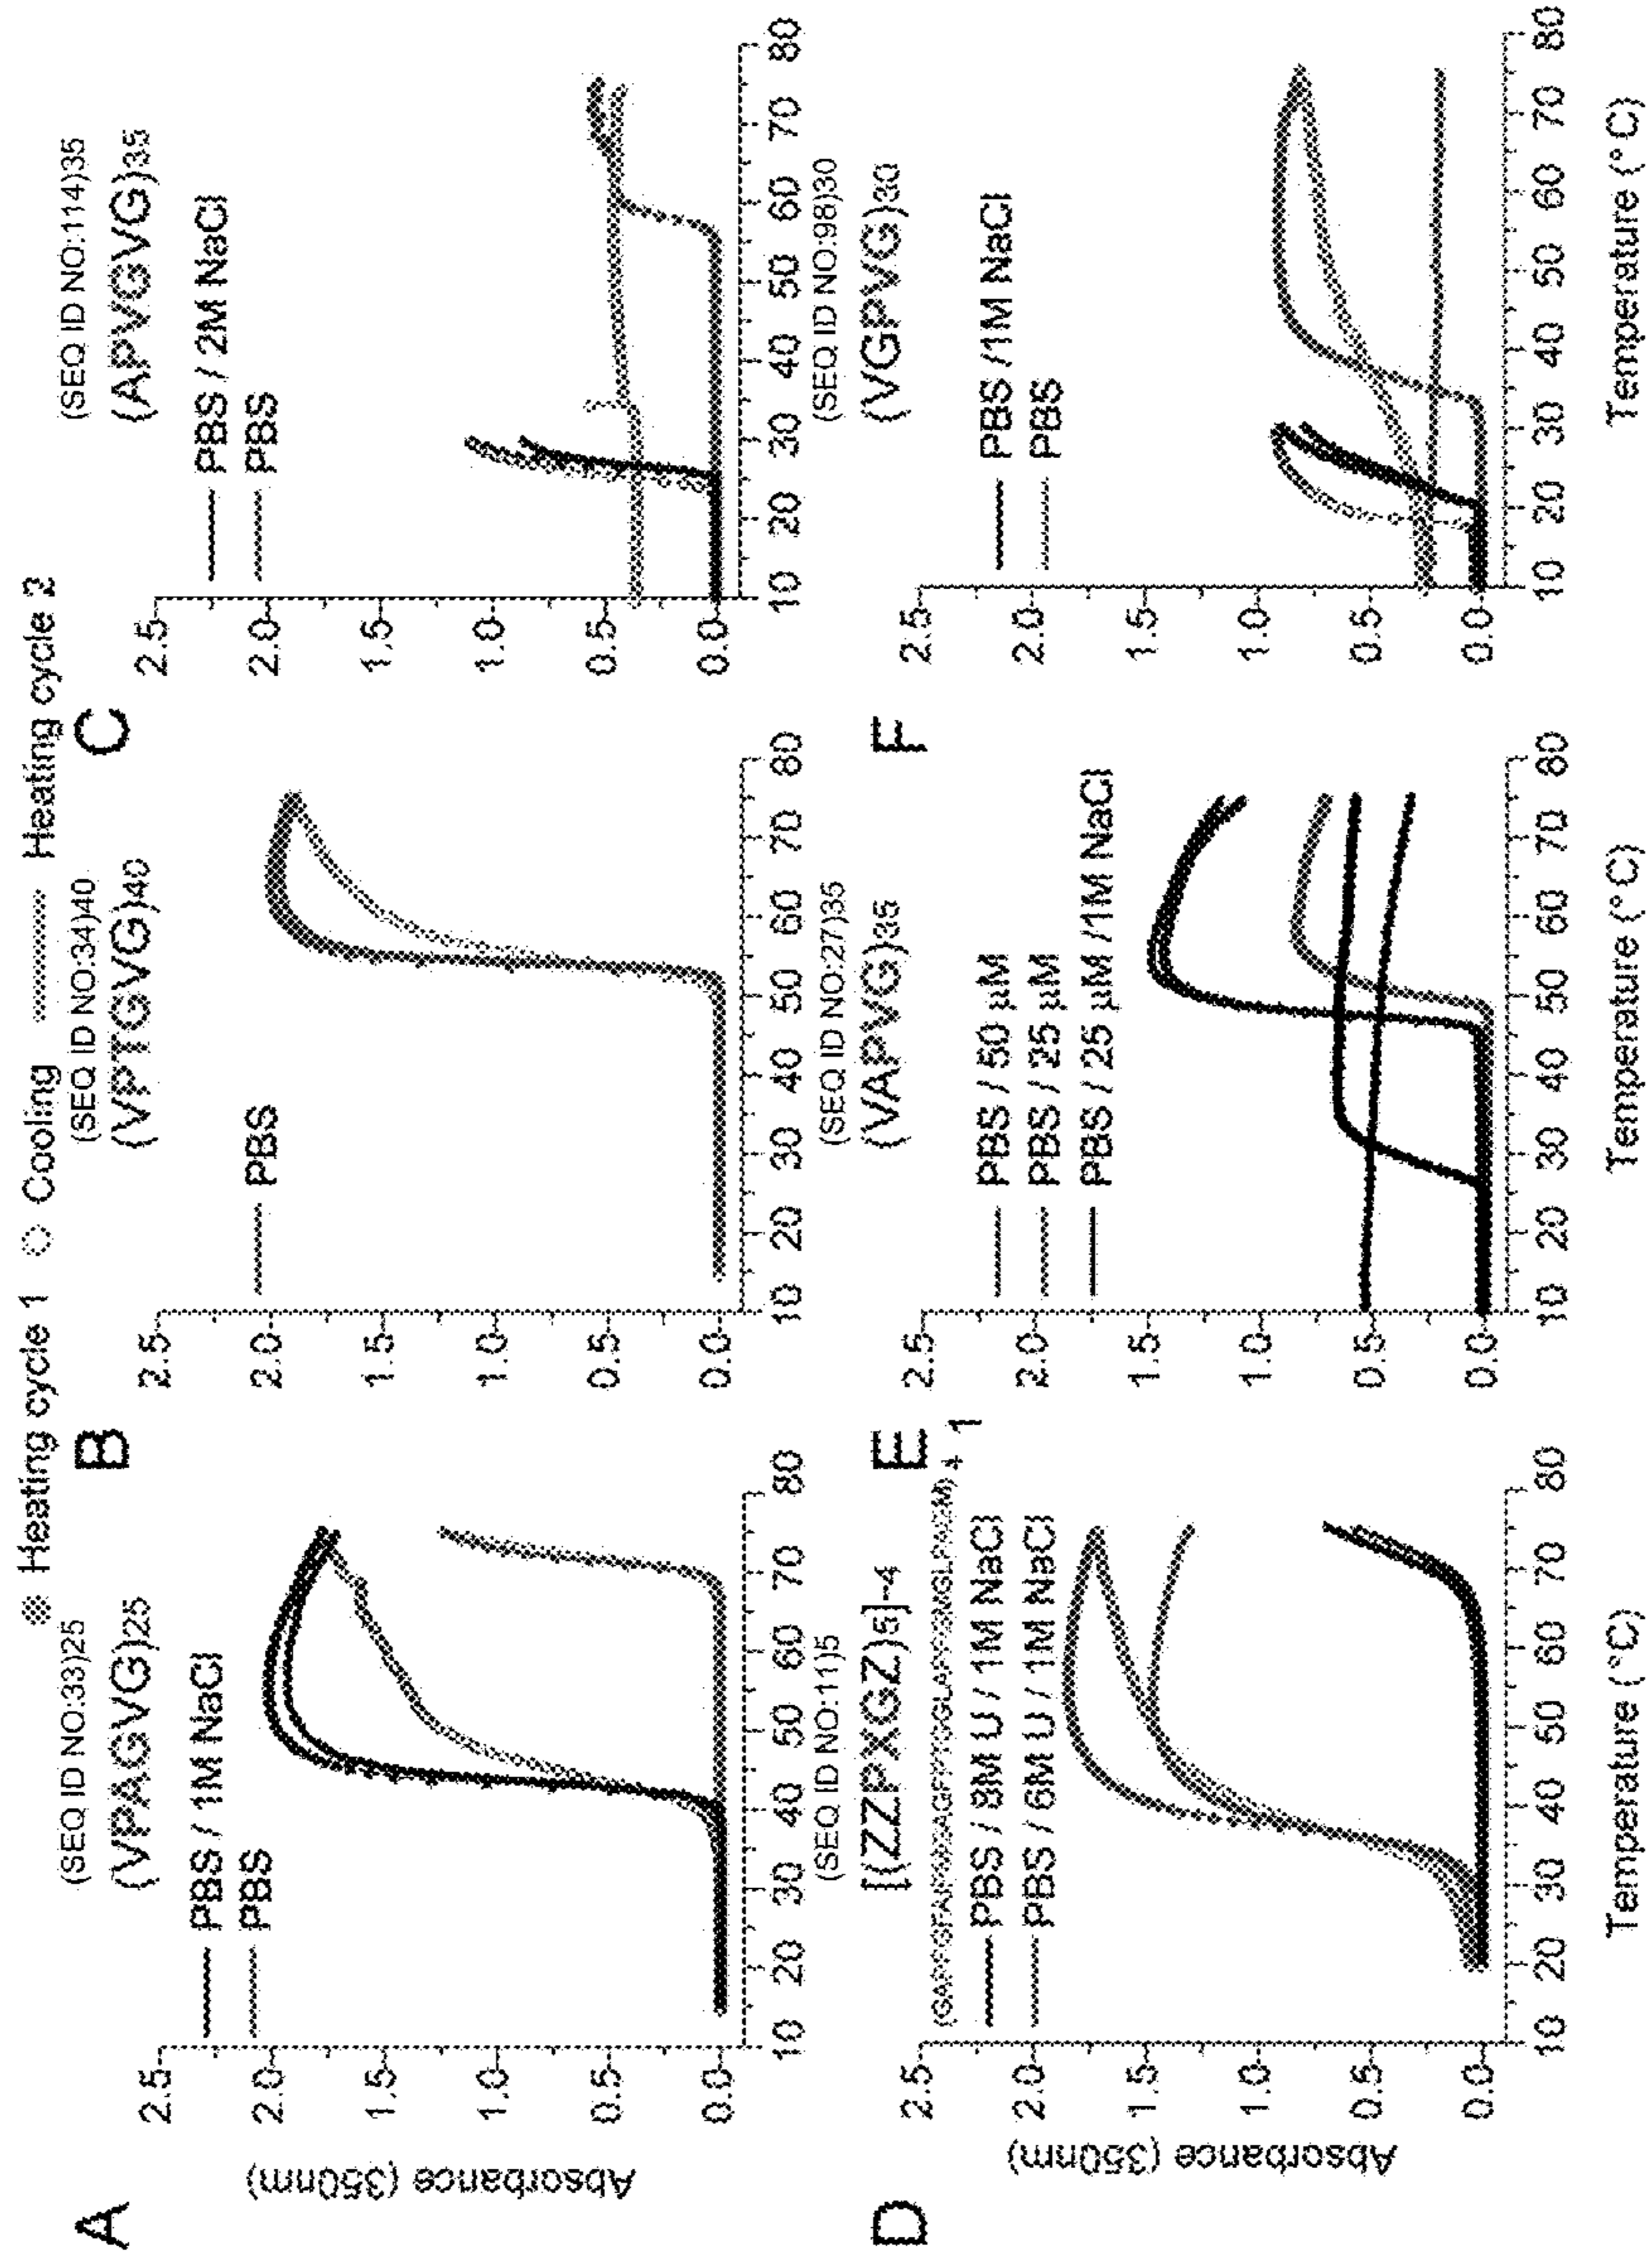 Heating cycle 1 Cooling Heating cycle 2
A
(SEQ ID NO:33)25
(VPAGVG)25
PBS / 1M NaCl
PBS
Absorbance (350nm)
2.5
2.0
1.5
1.0
0.5
0.0
10 20 30 40 50 60 70 80
B
(SEQ ID NO:34)40
(VPTGVG)40
PBS
2.5
2.0
1.5
1.0
0.5
0.0
10 20 30 40 50 60 70 80
C
(SEQ ID NO:114)35
(APVGVG)35
PBS / 2M NaCl
PBS
2.5
2.0
1.5
1.0
0.5
0.0
10 20 30 40 50 60 70 80
D
(SEQ ID NO:11)5
[(ZZPXGZ)5]-4
PBS / 8M U / 1M NaCl
PBS / 6M U / 1M NaCl
Absorbance (350nm)
2.5
2.0
1.5
1.0
0.5
0.0
10 20 30 40 50 60 70 80
Temperature (°C)
E
1
(SEQ ID NO:27)35
(VAPVG)35
PBS / 50 µM
PBS / 25 µM
PBS / 25 µM /1M NaCl
2.5
2.0
1.5
1.0
0.5
0.0
10 20 30 40 50 60 70 80
Temperature (°C)
F
(SEQ ID NO:98)30
(VGPVG)30
PBS /1M NaCl
PBS
2.5
2.0
1.5
1.0
0.5
0.0
10 20 30 40 50 60 70 80
Temperature (°C)